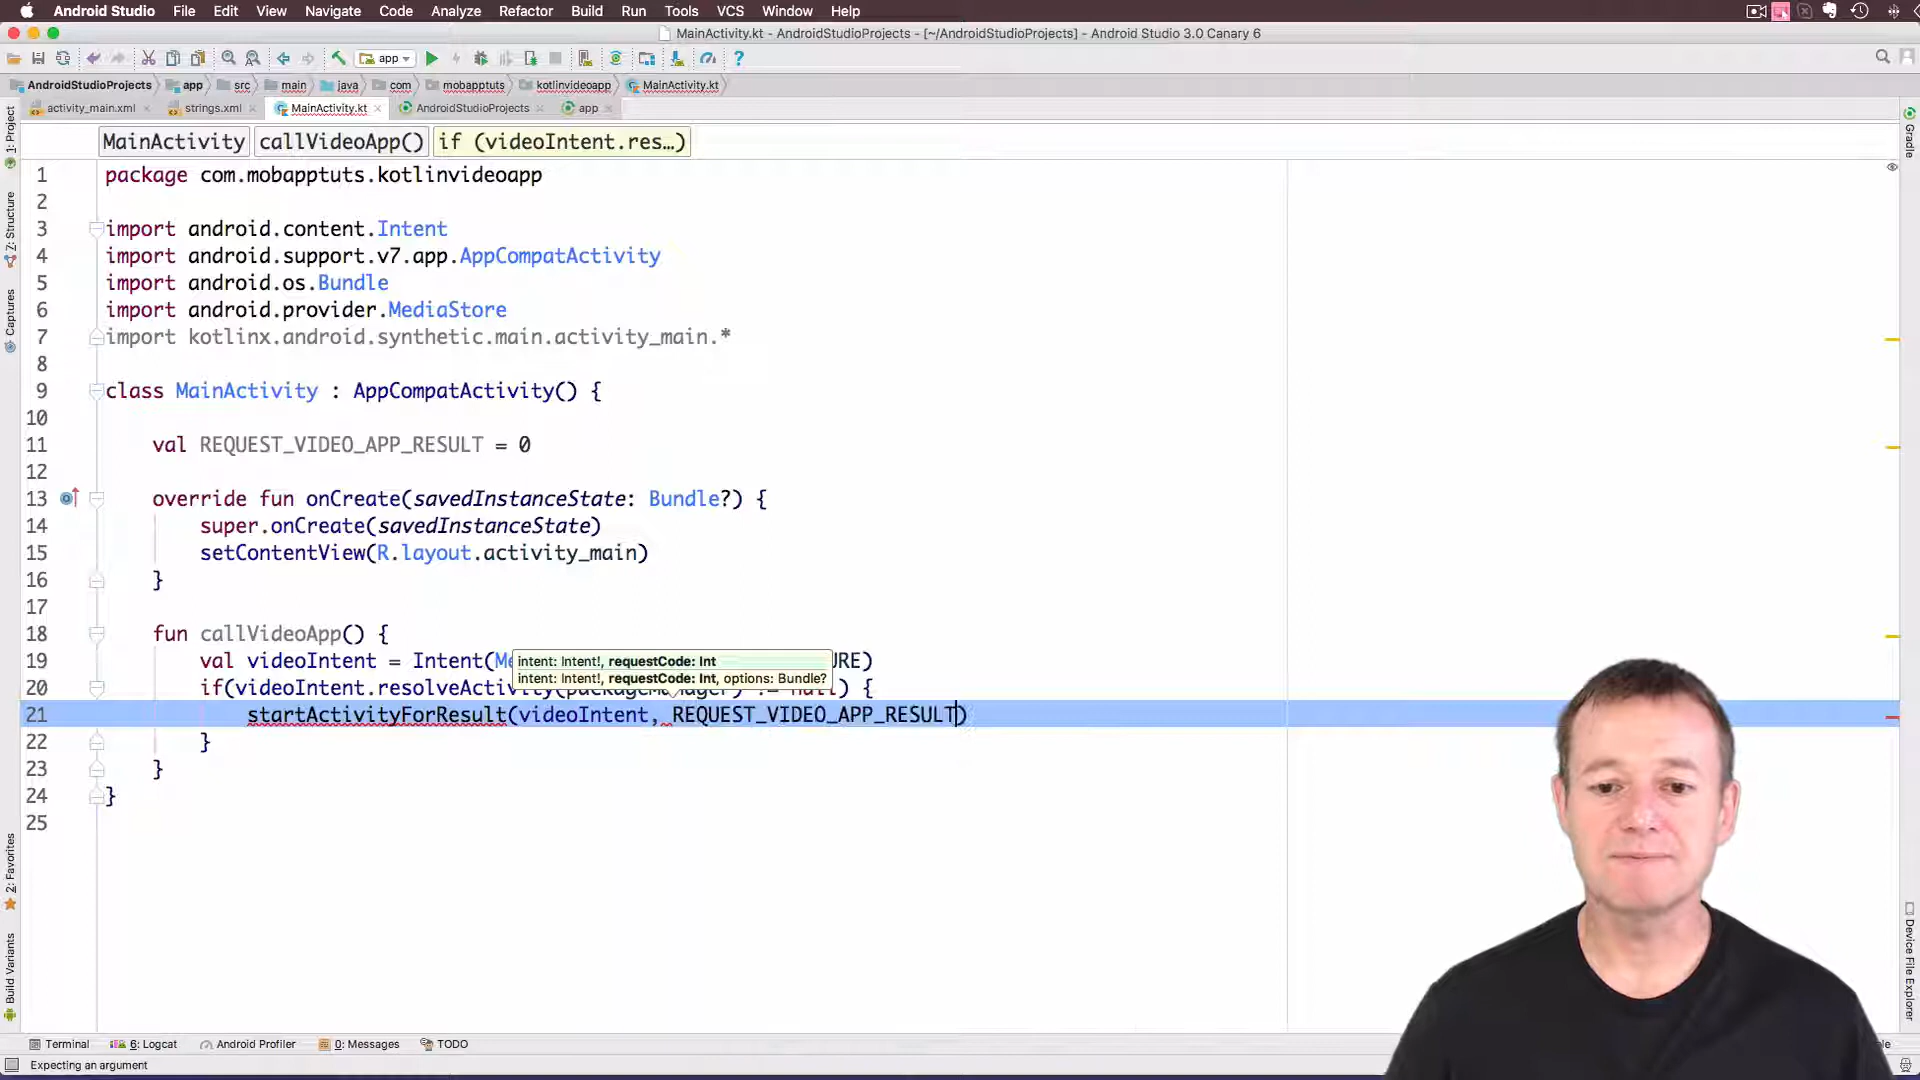 Android Studio File Edit View Navigate Code Analyze Refactor Build Run Tools VCS Window Help
MainActivity.kt - AndroidStudioProjects - [~/AndroidStudioProjects] - Android Studio 3.0 Canary 6
app
AndroidStudioProjects app src main java com mobapptuts kotlinvideoapp MainActivity.kt
activity_main.xml strings.xml MainActivity.kt AndroidStudioProjects app
MainActivity callVideoApp() if (videoIntent.res…)
1 package com.mobapptuts.kotlinvideoapp
2
3 import android.content.Intent
4 import android.support.v7.app.AppCompatActivity
5 import android.os.Bundle
6 import android.provider.MediaStore
7 import kotlinx.android.synthetic.main.activity_main.*
8
9 class MainActivity : AppCompatActivity() {
10
11 val REQUEST_VIDEO_APP_RESULT = 0
12
13 override fun onCreate(savedInstanceState: Bundle?) {
14 super.onCreate(savedInstanceState)
15 setContentView(R.layout.activity_main)
16 }
17
18 fun callVideoApp() {
intent: Intent!, requestCode: Int
intent: Intent!, requestCode: Int, options: Bundle?
19 val videoIntent = Intent(Me URE)
20 if(videoIntent.resolveActivity(packageManager) != null) {
21 startActivityForResult(videoIntent, REQUEST_VIDEO_APP_RESULT)
22 }
23 }
24 }
25
1: Project
Z: Structure
Captures
2: Favorites
Build Variants
Gradle
Device File Explorer
Terminal 6: Logcat Android Profiler 0: Messages TODO
Expecting an argument